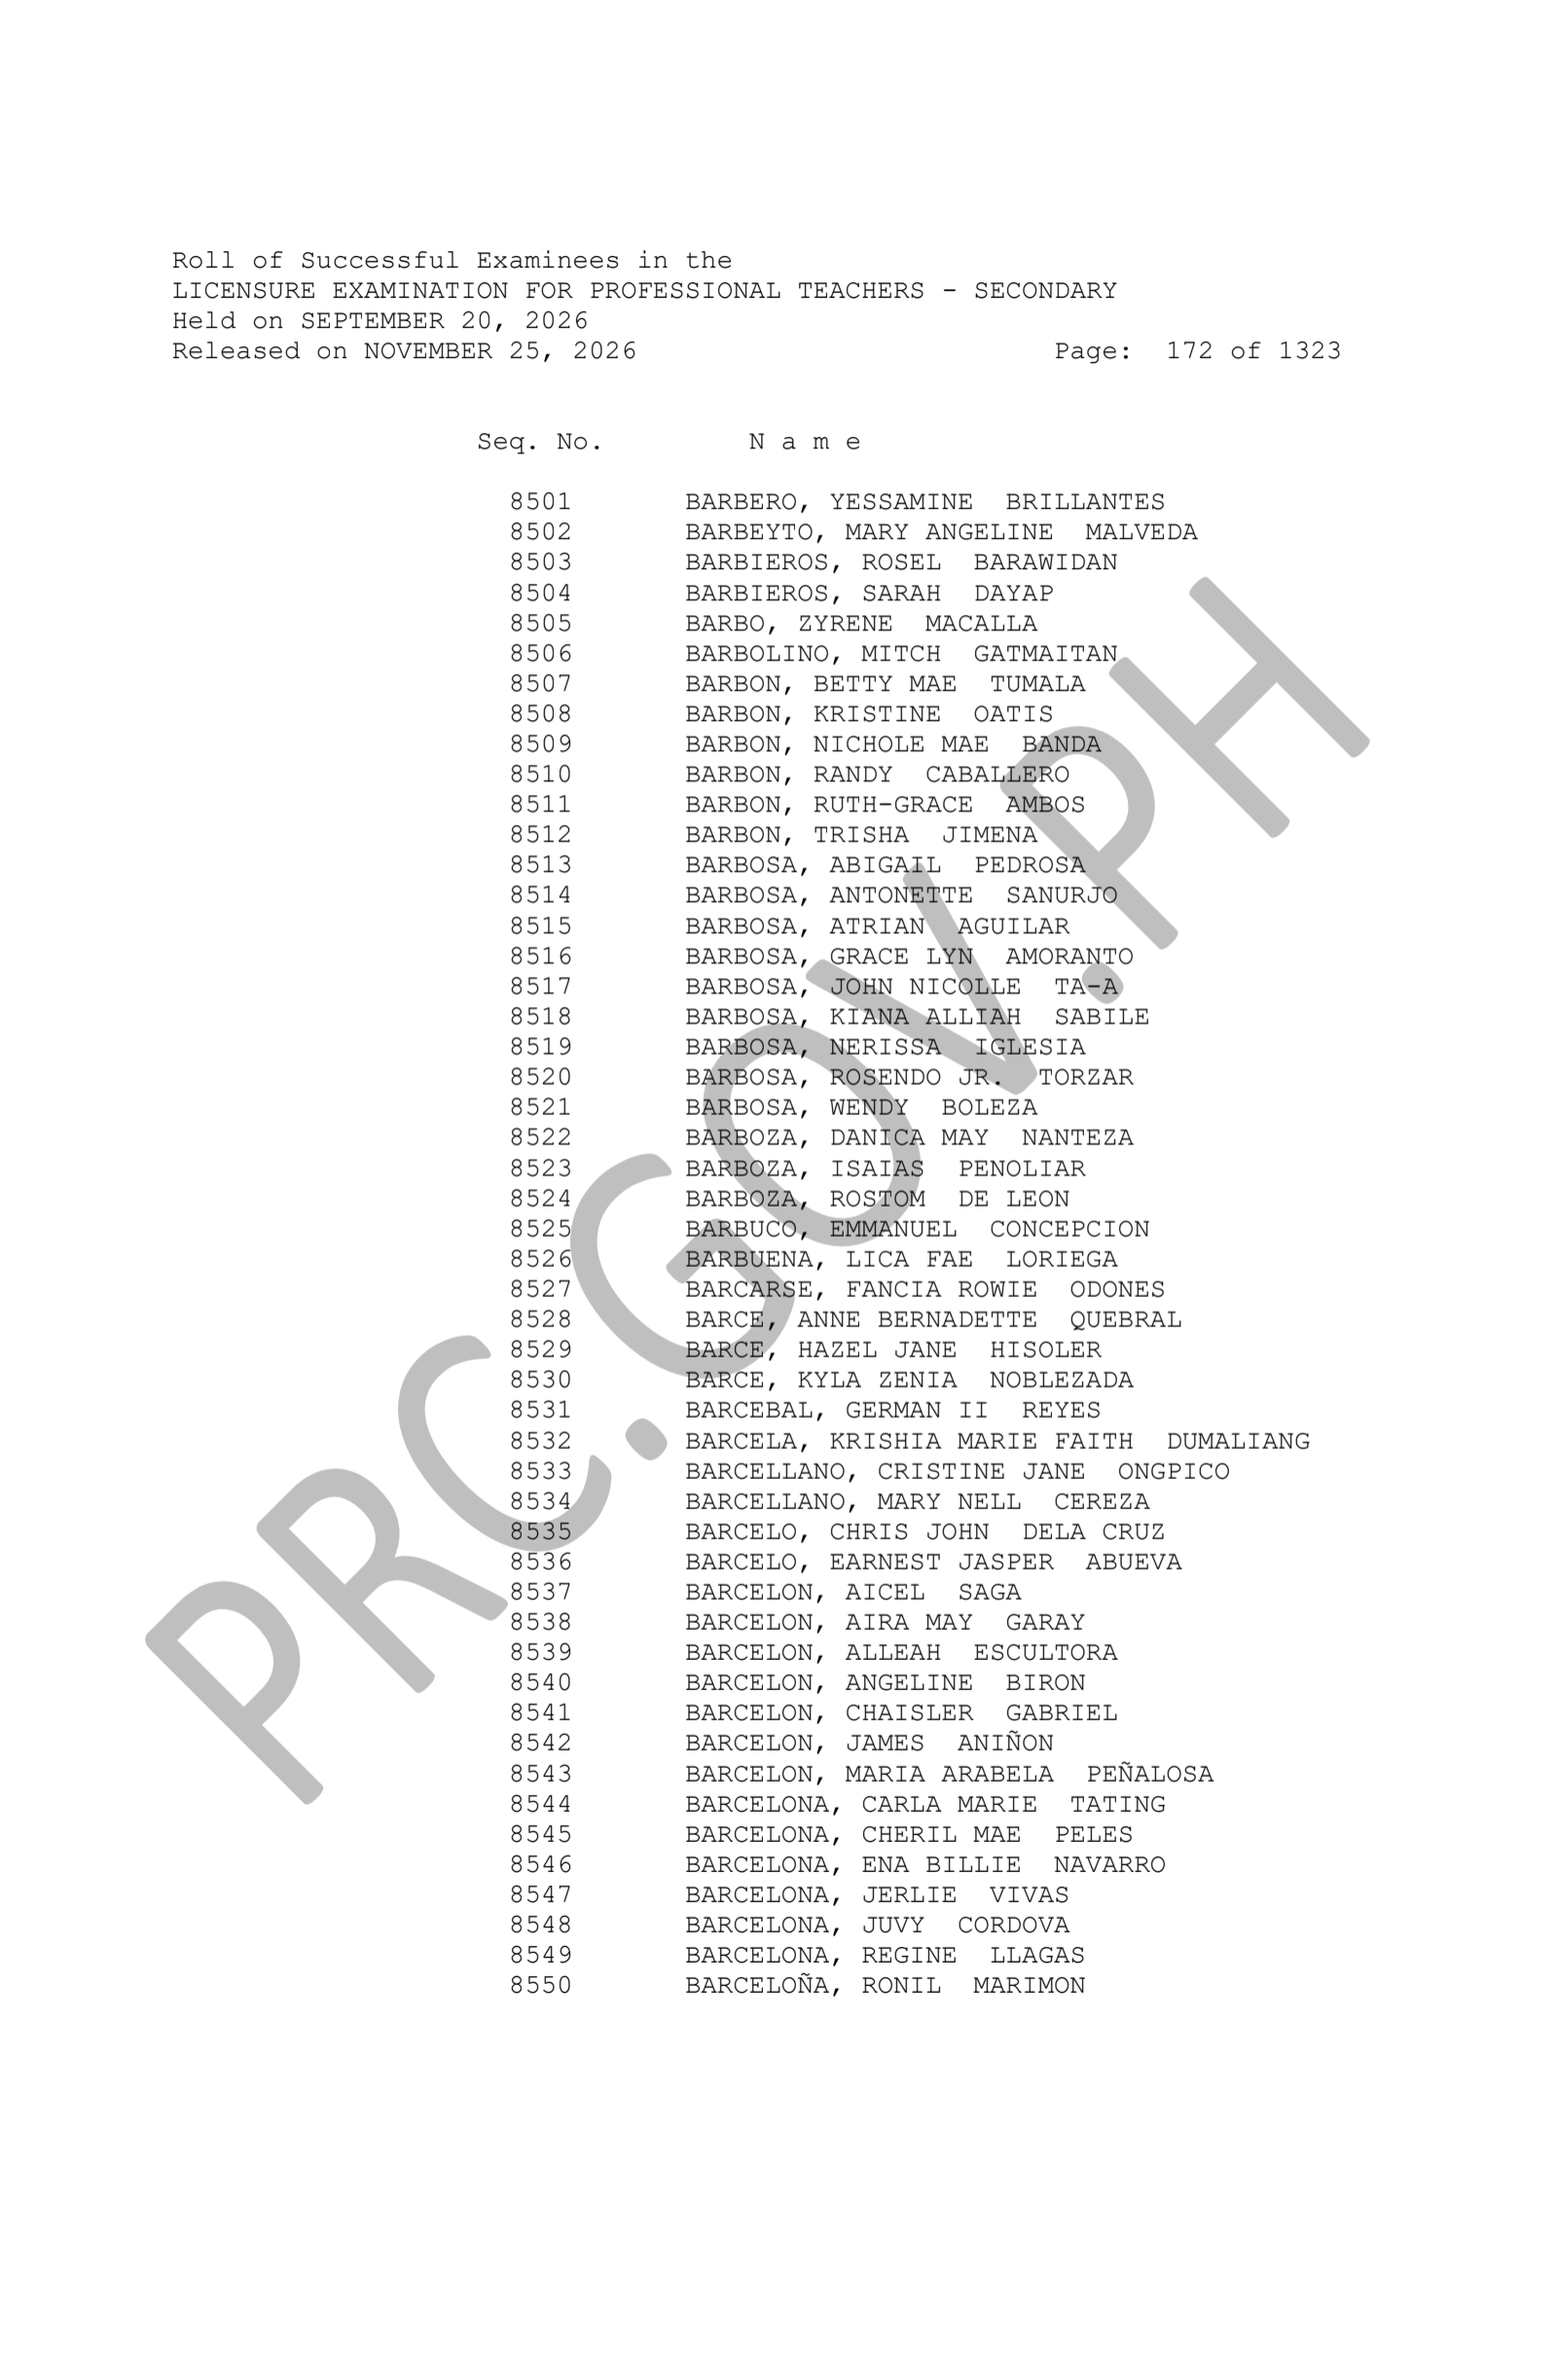 Roll of Successful Examinees in the
LICENSURE EXAMINATION FOR PROFESSIONAL TEACHERS - SECONDARY
Held on SEPTEMBER 20, 2026
Released on NOVEMBER 25, 2026 Page: 172 of 1323
Seq. No. N a m e
8501 BARBERO, YESSAMINE BRILLANTES
8502 BARBEYTO, MARY ANGELINE MALVEDA
8503 BARBIEROS, ROSEL BARAWIDAN
8504 BARBIEROS, SARAH DAYAP
8505 BARBO, ZYRENE MACALLA
8506 BARBOLINO, MITCH GATMAITAN
8507 BARBON, BETTY MAE TUMALA
8508 BARBON, KRISTINE OATIS
8509 BARBON, NICHOLE MAE BANDA
8510 BARBON, RANDY CABALLERO
8511 BARBON, RUTH-GRACE AMBOS
8512 BARBON, TRISHA JIMENA
8513 BARBOSA, ABIGAIL PEDROSA
8514 BARBOSA, ANTONETTE SANURJO
8515 BARBOSA, ATRIAN AGUILAR
8516 BARBOSA, GRACE LYN AMORANTO
8517 BARBOSA, JOHN NICOLLE TA-A
8518 BARBOSA, KIANA ALLIAH SABILE
8519 BARBOSA, NERISSA IGLESIA
8520 BARBOSA, ROSENDO JR. TORZAR
8521 BARBOSA, WENDY BOLEZA
8522 BARBOZA, DANICA MAY NANTEZA
8523 BARBOZA, ISAIAS PENOLIAR
8524 BARBOZA, ROSTOM DE LEON
8525 BARBUCO, EMMANUEL CONCEPCION
8526 BARBUENA, LICA FAE LORIEGA
8527 BARCARSE, FANCIA ROWIE ODONES
8528 BARCE, ANNE BERNADETTE QUEBRAL
8529 BARCE, HAZEL JANE HISOLER
8530 BARCE, KYLA ZENIA NOBLEZADA
8531 BARCEBAL, GERMAN II REYES
8532 BARCELA, KRISHIA MARIE FAITH DUMALIANG
8533 BARCELLANO, CRISTINE JANE ONGPICO
8534 BARCELLANO, MARY NELL CEREZA
8535 BARCELO, CHRIS JOHN DELA CRUZ
8536 BARCELO, EARNEST JASPER ABUEVA
8537 BARCELON, AICEL SAGA
8538 BARCELON, AIRA MAY GARAY
8539 BARCELON, ALLEAH ESCULTORA
8540 BARCELON, ANGELINE BIRON
8541 BARCELON, CHAISLER GABRIEL
8542 BARCELON, JAMES ANIÑON
8543 BARCELON, MARIA ARABELA PEÑALOSA
8544 BARCELONA, CARLA MARIE TATING
8545 BARCELONA, CHERIL MAE PELES
8546 BARCELONA, ENA BILLIE NAVARRO
8547 BARCELONA, JERLIE VIVAS
8548 BARCELONA, JUVY CORDOVA
8549 BARCELONA, REGINE LLAGAS
8550 BARCELOÑA, RONIL MARIMON
PRC.GOV.PH